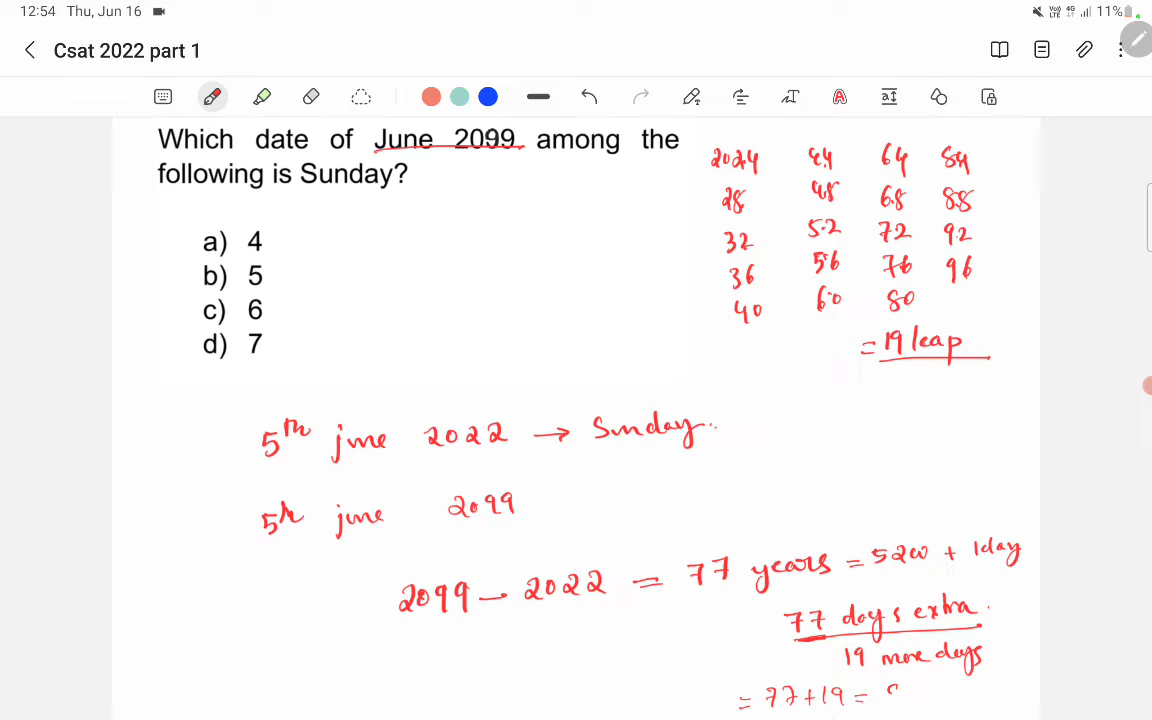 12:54 Thu, Jun 16
11%
Csat 2022 part 1
Which date of June 2099 among the
following is Sunday?
a) 4
b) 5
c) 6
d) 7
2024 44 64 84
28 48 68 88
32 52 72 92
36 56 76 96
40 60 80
= 19 leap
5th june 2022 → Sunday
5th june 2099
2099 - 2022 = 77 years = 52w + 1day
77 days extra
19 more days
= 77+19 =